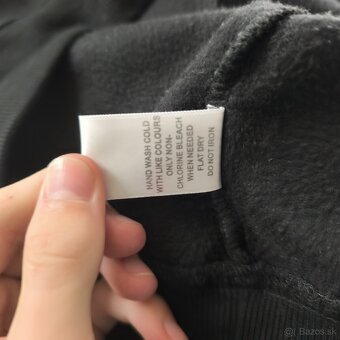 HAND WASH COLD
WITH LIKE COLOURS
ONLY NON-
CHLORINE BLEACH
WHEN NEEDED
FLAT DRY
DO NOT IRON
Bazos.sk